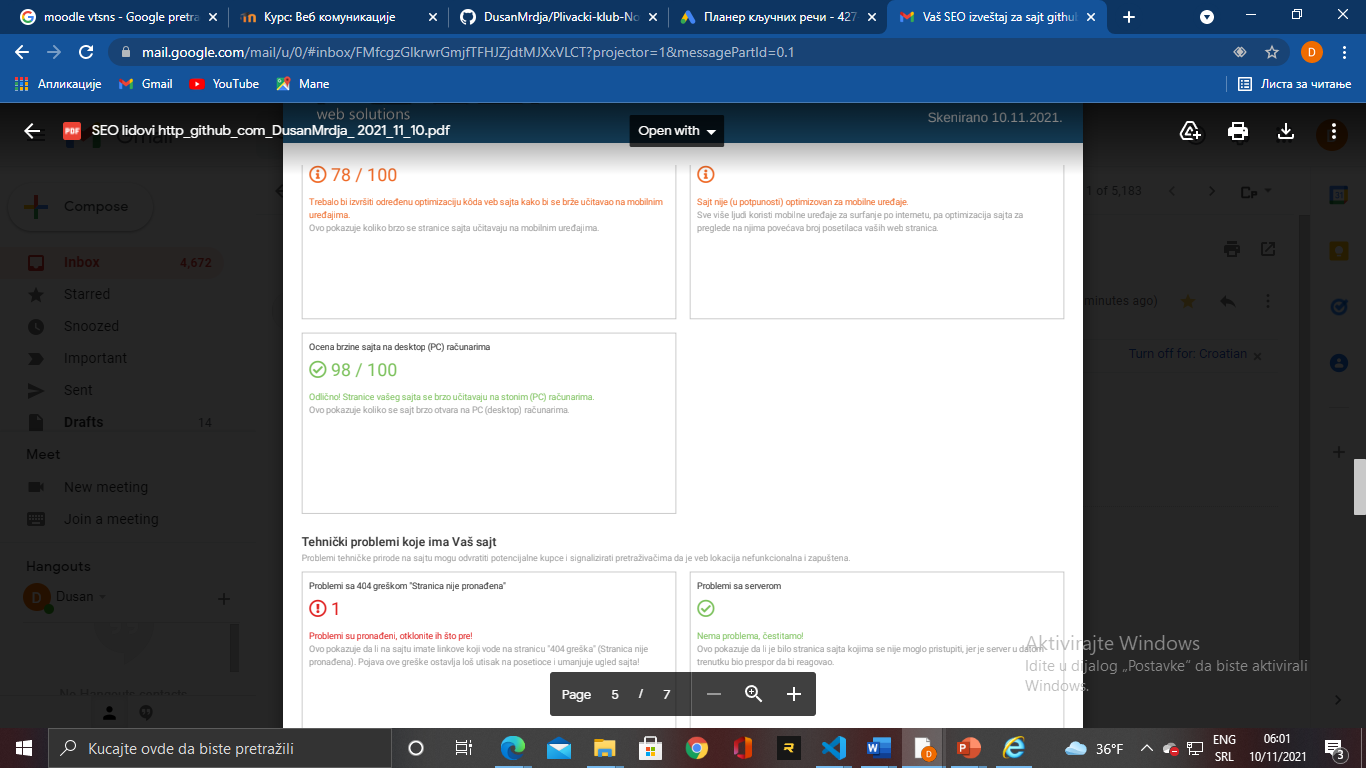 moodle vtsns - Google pretra
Курс: Веб комуникације
DusanMrdja/Plivacki-klub-No
Планер кључних речи - 427
Vaš SEO izveštaj za sajt github
mail.google.com/mail/u/0/#inbox/FMfcgzGlkrwrGmjfTFHJZjdtMJXxVLCT?projector=1&messagePartId=0.1
D
Апликације
Gmail
YouTube
Мапе
Листа за читање
web solutions
Skenirano 10.11.2021.
PDF
SEO lidovi http_github_com_DusanMrdja_ 2021_11_10.pdf
Open with
Gmail
Compose
1 of 5,183
Inbox 4,672
Starred
Snoozed
Important
Sent
Drafts 14
Meet
New meeting
Join a meeting
Hangouts
D
Dusan
No Hangouts contacts
minutes ago)
Turn off for: Croatian
78 / 100
Trebalo bi izvršiti određenu optimizaciju kôda veb sajta kako bi se brže učitavao na mobilnim
uređajima.
Ovo pokazuje koliko brzo se stranice sajta učitavaju na mobilnim uređajima.
Sajt nije (u potpunosti) optimizovan za mobilne uređaje.
Sve više ljudi koristi mobilne uređaje za surfanje po internetu, pa optimizacija sajta za
preglede na njima povećava broj posetilaca vaših web stranica.
Ocena brzine sajta na desktop (PC) računarima
98 / 100
Odlično! Stranice vašeg sajta se brzo učitavaju na stonim (PC) računarima.
Ovo pokazuje koliko se sajt brzo otvara na PC (desktop) računarima.
Tehnički problemi koje ima Vaš sajt
Problemi tehničke prirode na sajtu mogu odvratiti potencijalne kupce i signalizirati pretraživačima da je veb lokacija nefunkcionalna i zapuštena.
Problemi sa 404 greškom "Stranica nije pronađena"
1
Problemi su pronađeni, otklonite ih što pre!
Ovo pokazuje da li na sajtu imate linkove koji vode na stranicu "404 greška" (Stranica nije
pronađena). Pojava ove greške ostavlja loš utisak na posetioce i umanjuje ugled sajta!
Problemi sa serverom
Nema problema, čestitamo!
Ovo pokazuje da li je bilo stranica sajta kojima se nije moglo pristupiti, jer je server u datom
trenutku bio prespor da bi reagovao.
Aktivirajte Windows
Idite u dijalog „Postavke“ da biste aktivirali
Windows.
Page 5 / 7
Kucajte ovde da biste pretražili
36°F
ENG
SRL
06:01
10/11/2021
3